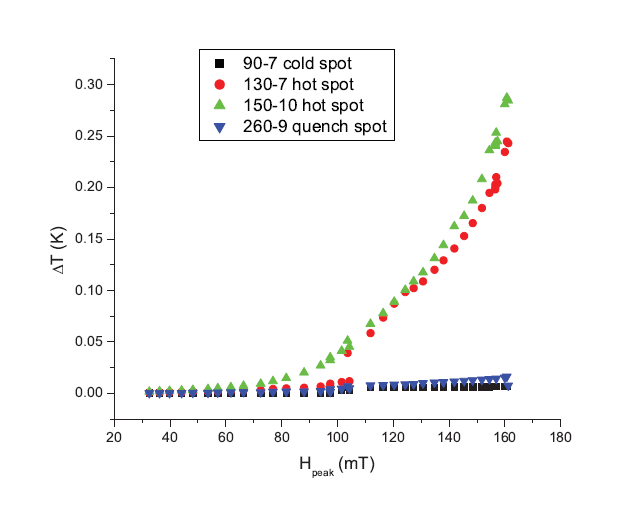 90-7 cold spot
130-7 hot spot
150-10 hot spot
260-9 quench spot
0.30
0.25
0.20
0.15
0.10
0.05
0.00
ΔT (K)
20 40 60 80 100 120 140 160 180
H_peak (mT)